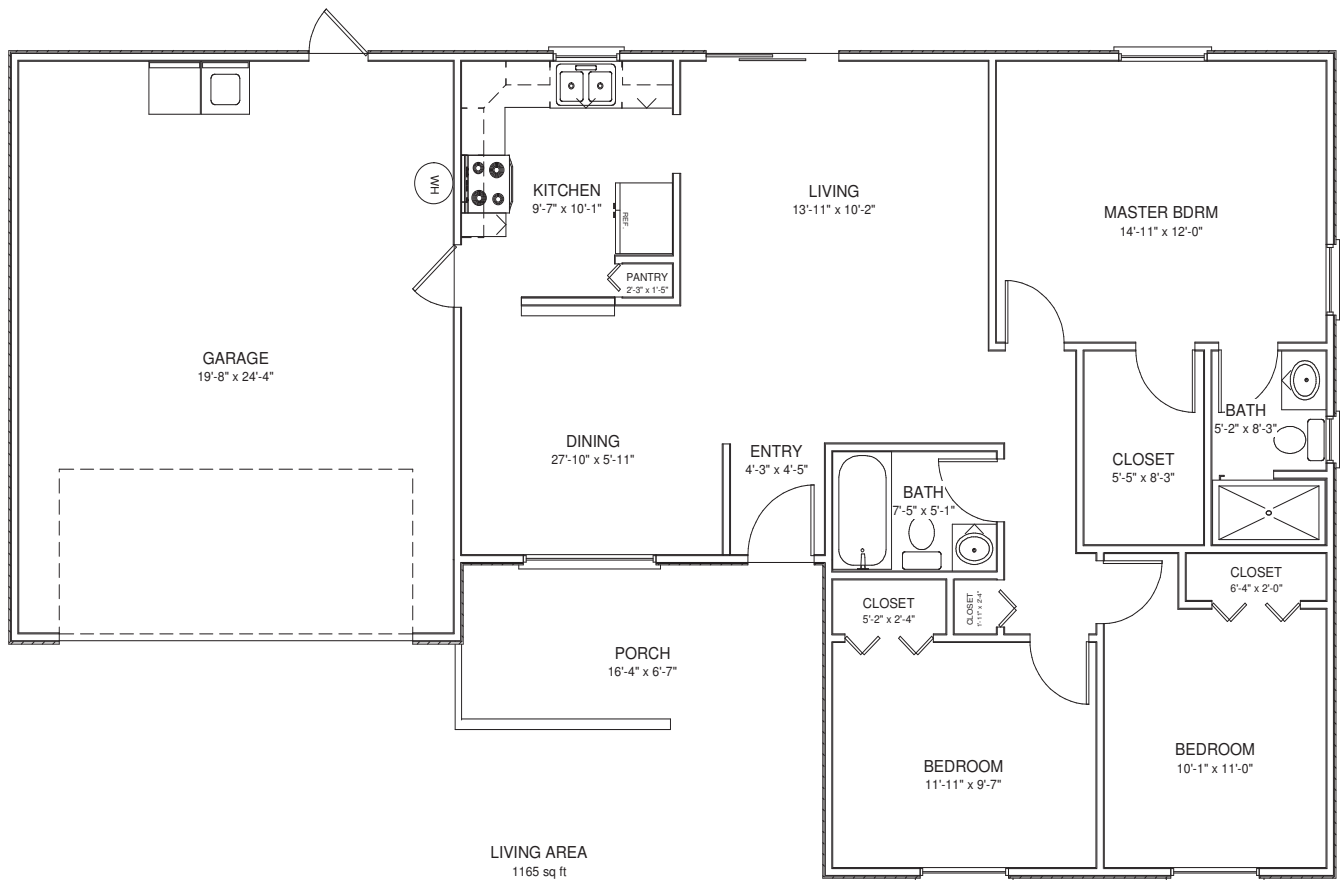 WH
KITCHEN
9'-7" x 10'-1"
REF.
LIVING
13'-11" x 10'-2"
MASTER BDRM
14'-11" x 12'-0"
PANTRY
2'-3" x 1'-5"
GARAGE
19'-8" x 24'-4"
DINING
27'-10" x 5'-11"
ENTRY
4'-3" x 4'-5"
BATH
7'-5" x 5'-1"
CLOSET
5'-5" x 8'-3"
BATH
5'-2" x 8'-3"
CLOSET
5'-2" x 2'-4"
CLOSET
1'-11" x 2'-4"
CLOSET
6'-4" x 2'-0"
PORCH
16'-4" x 6'-7"
BEDROOM
11'-11" x 9'-7"
BEDROOM
10'-1" x 11'-0"
LIVING AREA
1165 sq ft